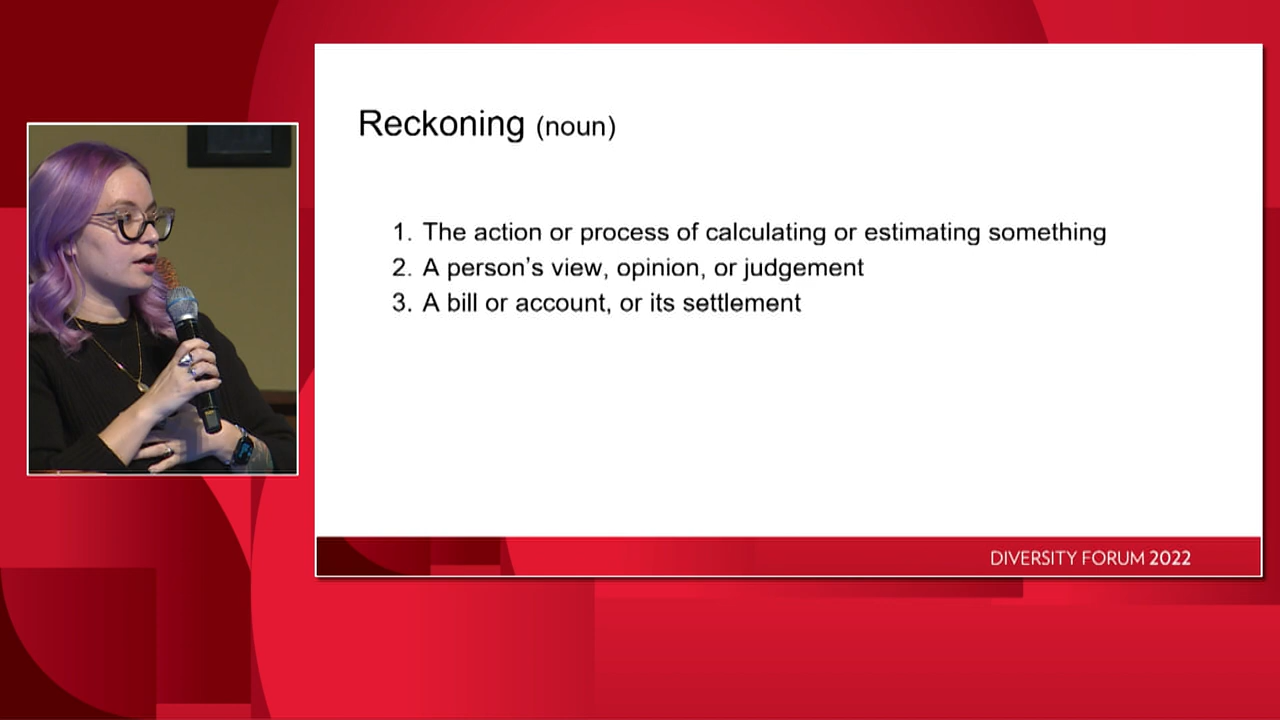 Reckoning (noun)
1. The action or process of calculating or estimating something
2. A person’s view, opinion, or judgement
3. A bill or account, or its settlement
DIVERSITY FORUM 2022